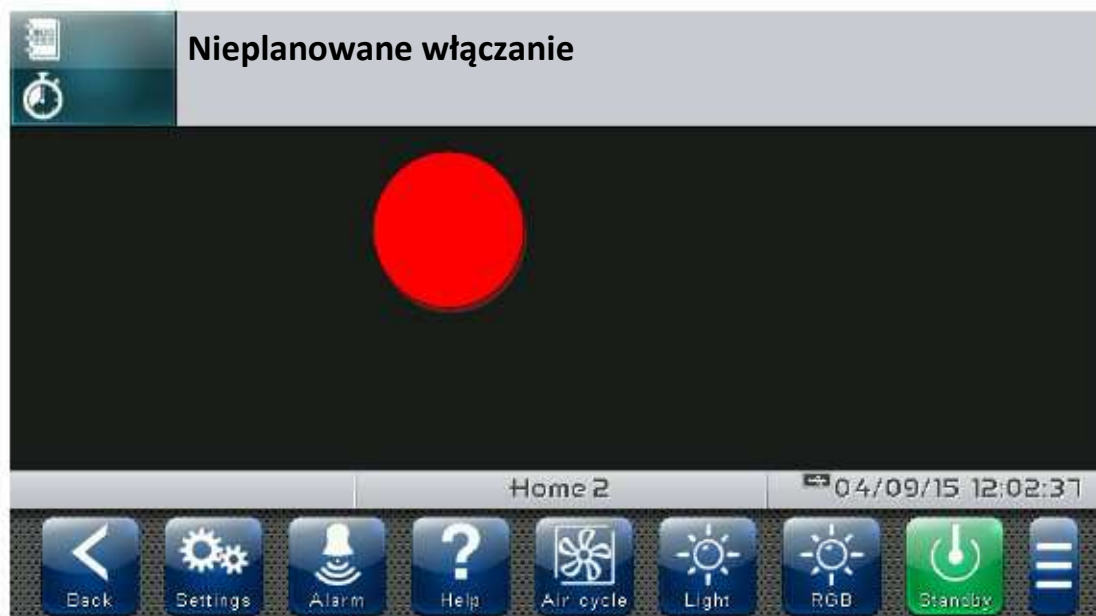 Nieplanowane włączanie
Home 2
04/09/15 12:02:37
Back
Settings
Alarm
Help
Air cycle
Light
RGB
Standby